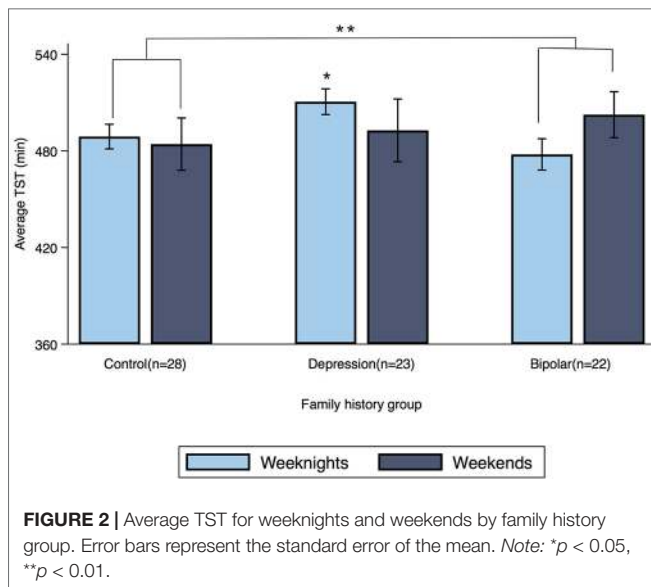 **
540
*
480
420
360
Average TST (min)
Control(n=28) Depression(n=23) Bipolar(n=22)
Family history group
Weeknights Weekends
FIGURE 2 | Average TST for weeknights and weekends by family history
group. Error bars represent the standard error of the mean. Note: *p < 0.05,
**p < 0.01.